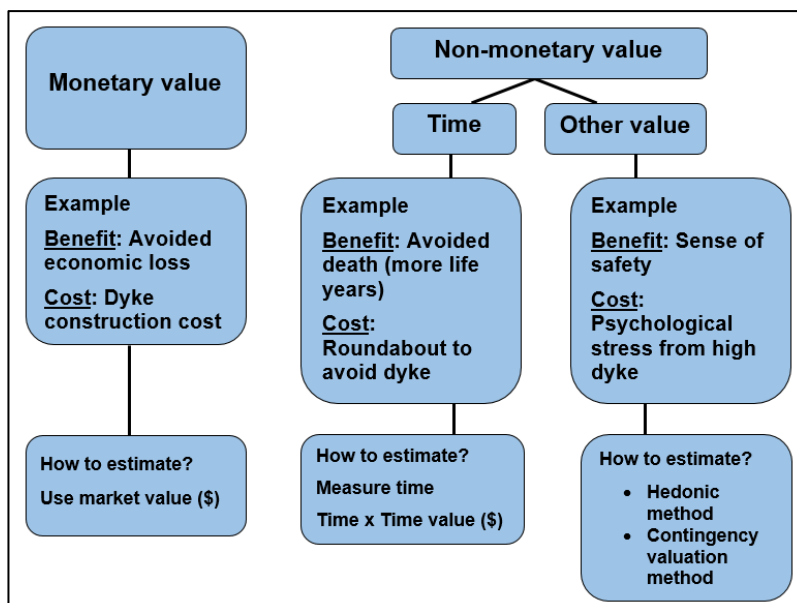 Monetary value
Example
Benefit: Avoided
economic loss
Cost: Dyke
construction cost
How to estimate?
Use market value ($)
Non-monetary value
Time
Example
Benefit: Avoided
death (more life
years)
Cost:
Roundabout to
avoid dyke
How to estimate?
Measure time
Time x Time value ($)
Other value
Example
Benefit: Sense of
safety
Cost:
Psychological
stress from high
dyke
How to estimate?
• Hedonic
method
• Contingency
valuation
method